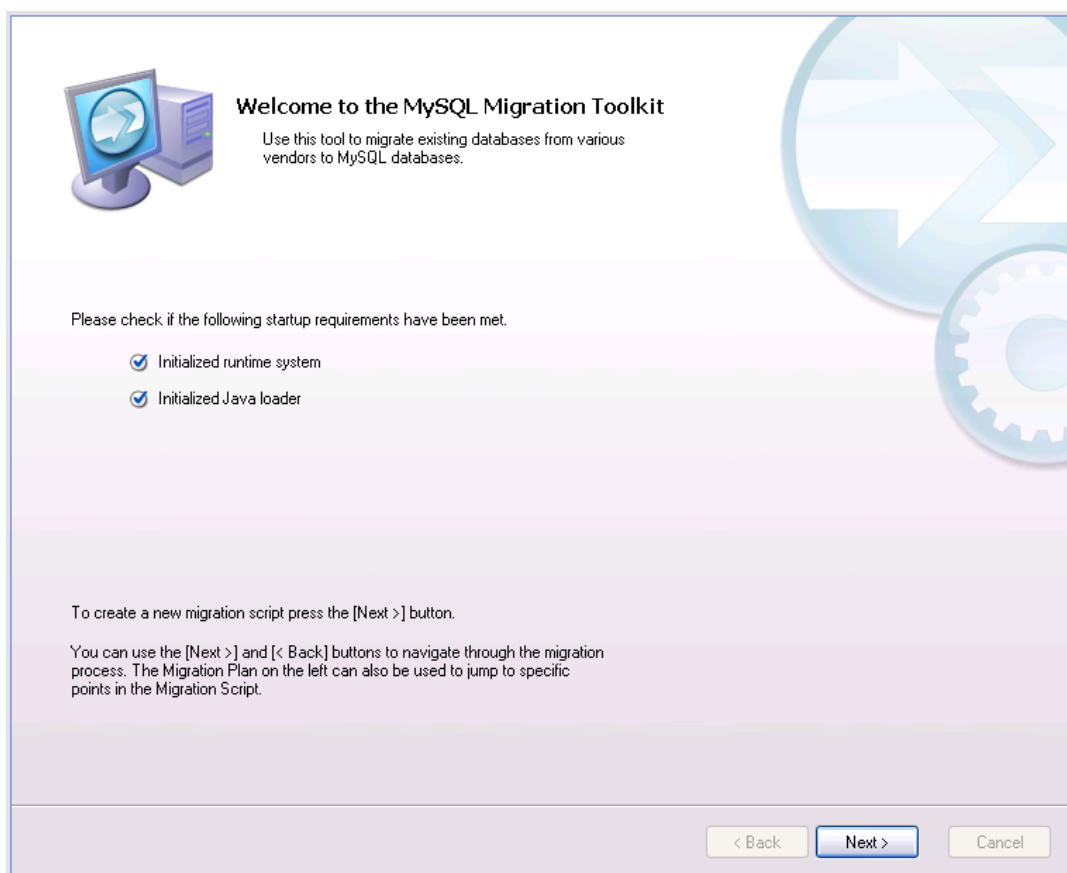 Welcome to the MySQL Migration Toolkit
Use this tool to migrate existing databases from various
vendors to MySQL databases.
Please check if the following startup requirements have been met.
Initialized runtime system
Initialized Java loader
To create a new migration script press the [Next >] button.
You can use the [Next >] and [< Back] buttons to navigate through the migration
process. The Migration Plan on the left can also be used to jump to specific
points in the Migration Script.
< Back Next > Cancel